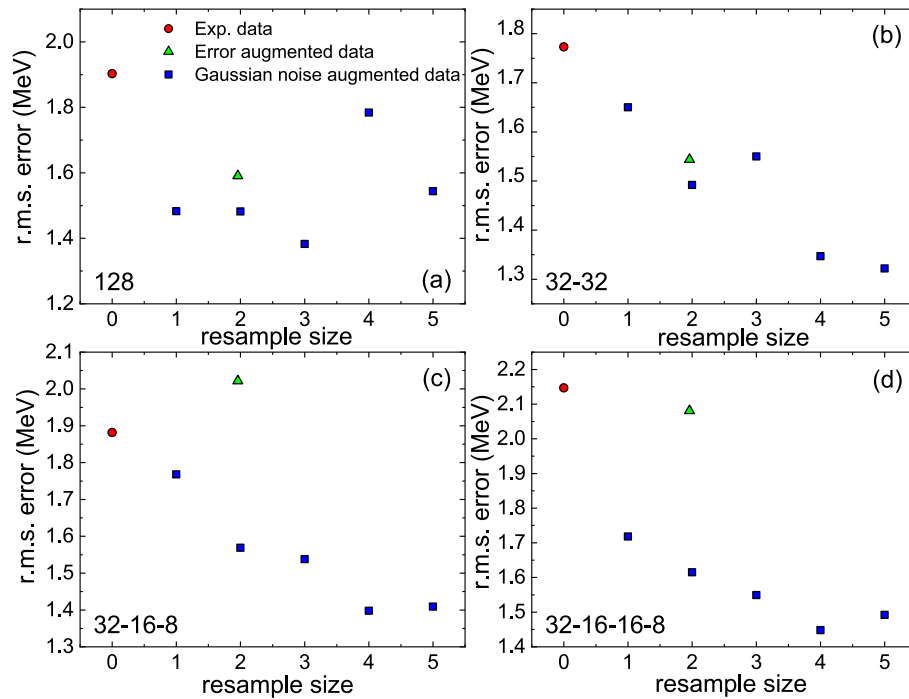 2.1
2.0
1.8
1.6
1.4
1.2
r.m.s. error (MeV)
Exp. data
Error augmented data
Gaussian noise augmented data
128
(a)
0 1 2 3 4 5
resample size
1.8
1.7
1.6
1.5
1.4
1.3
r.m.s. error (MeV)
(b)
32-32
0 1 2 3 4 5
resample size
2.1
2.0
1.9
1.8
1.7
1.6
1.5
1.4
1.3
r.m.s. error (MeV)
(c)
32-16-8
0 1 2 3 4 5
resample size
2.2
2.1
2.0
1.7
1.6
1.5
1.4
r.m.s. error (MeV)
(d)
32-16-16-8
0 1 2 3 4 5
resample size